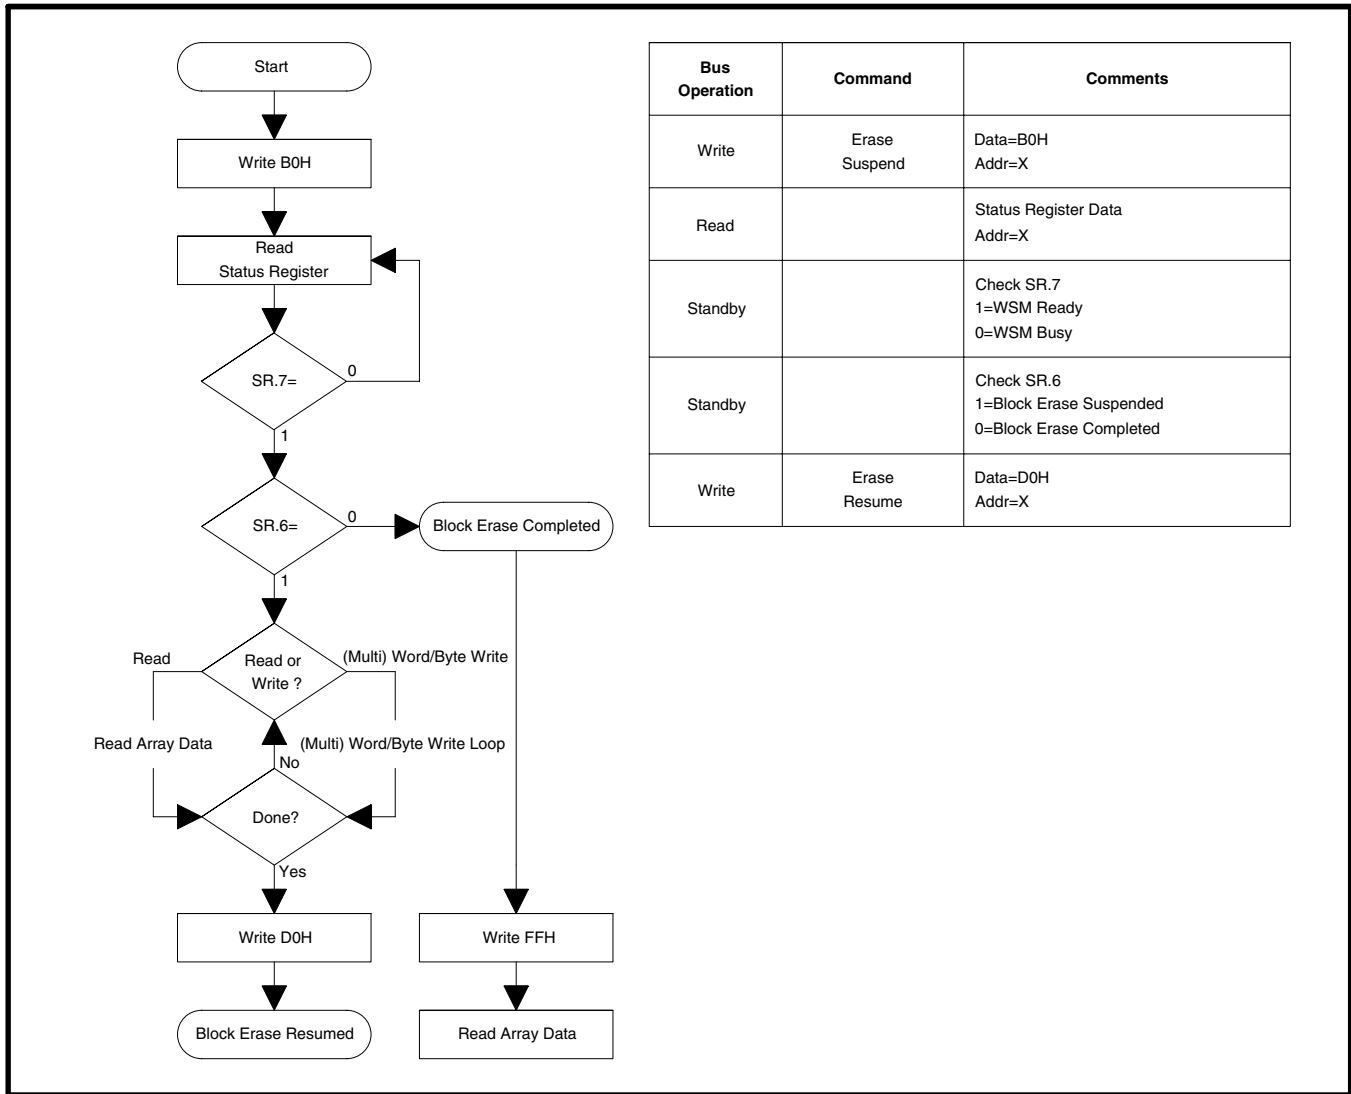 Start
Write B0H
Read
Status Register
SR.7=
0
1
SR.6=
0
Block Erase Completed
1
Read
Read or
Write ?
(Multi) Word/Byte Write
Read Array Data
(Multi) Word/Byte Write Loop
No
Done?
Yes
Write D0H
Write FFH
Block Erase Resumed
Read Array Data
Bus
Operation
Command
Comments
Write
Erase
Suspend
Data=B0H
Addr=X
Read
Status Register Data
Addr=X
Standby
Check SR.7
1=WSM Ready
0=WSM Busy
Standby
Check SR.6
1=Block Erase Suspended
0=Block Erase Completed
Write
Erase
Resume
Data=D0H
Addr=X